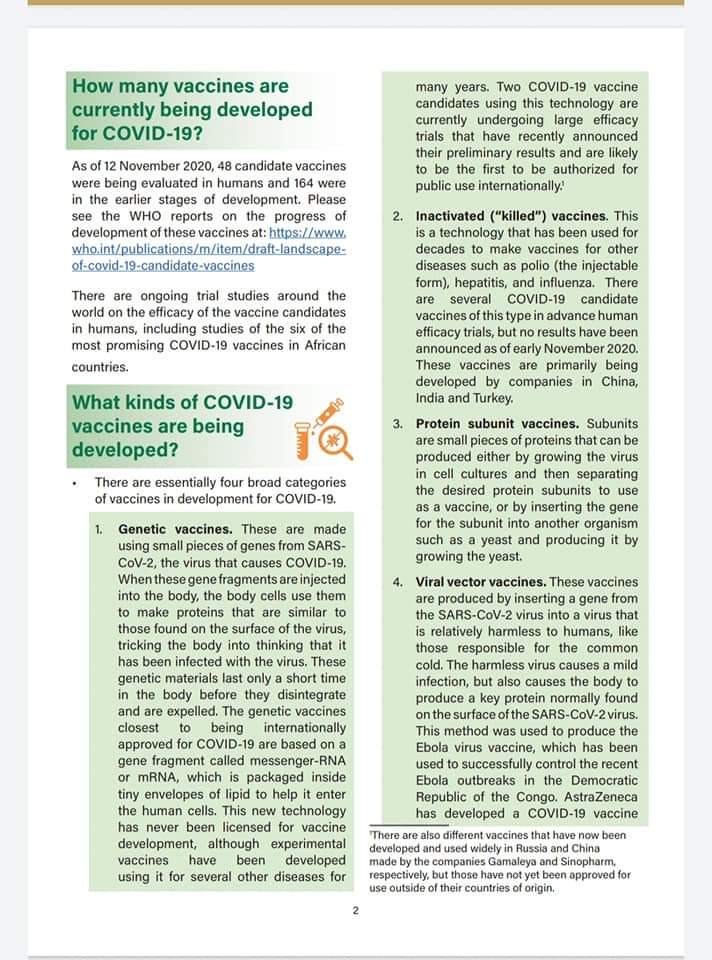 How many vaccines are
currently being developed
for COVID-19?
As of 12 November 2020, 48 candidate vaccines
were being evaluated in humans and 164 were
in the earlier stages of development. Please
see the WHO reports on the progress of
development of these vaccines at: https://www.
who.int/publications/m/item/draft-landscape-
of-covid-19-candidate-vaccines
There are ongoing trial studies around the
world on the efficacy of the vaccine candidates
in humans, including studies of the six of the
most promising COVID-19 vaccines in African
countries.
What kinds of COVID-19
vaccines are being
developed?
• There are essentially four broad categories
of vaccines in development for COVID-19.
1. Genetic vaccines. These are made
using small pieces of genes from SARS-
CoV-2, the virus that causes COVID-19.
When these gene fragments are injected
into the body, the body cells use them
to make proteins that are similar to
those found on the surface of the virus,
tricking the body into thinking that it
has been infected with the virus. These
genetic materials last only a short time
in the body before they disintegrate
and are expelled. The genetic vaccines
closest to being internationally
approved for COVID-19 are based on a
gene fragment called messenger-RNA
or mRNA, which is packaged inside
tiny envelopes of lipid to help it enter
the human cells. This new technology
has never been licensed for vaccine
development, although experimental
vaccines have been developed
using it for several other diseases for
many years. Two COVID-19 vaccine
candidates using this technology are
currently undergoing large efficacy
trials that have recently announced
their preliminary results and are likely
to be the first to be authorized for
public use internationally.¹
2. Inactivated (“killed”) vaccines. This
is a technology that has been used for
decades to make vaccines for other
diseases such as polio (the injectable
form), hepatitis, and influenza. There
are several COVID-19 candidate
vaccines of this type in advance human
efficacy trials, but no results have been
announced as of early November 2020.
These vaccines are primarily being
developed by companies in China,
India and Turkey.
3. Protein subunit vaccines. Subunits
are small pieces of proteins that can be
produced either by growing the virus
in cell cultures and then separating
the desired protein subunits to use
as a vaccine, or by inserting the gene
for the subunit into another organism
such as a yeast and producing it by
growing the yeast.
4. Viral vector vaccines. These vaccines
are produced by inserting a gene from
the SARS-CoV-2 virus into a virus that
is relatively harmless to humans, like
those responsible for the common
cold. The harmless virus causes a mild
infection, but also causes the body to
produce a key protein normally found
on the surface of the SARS-CoV-2 virus.
This method was used to produce the
Ebola virus vaccine, which has been
used to successfully control the recent
Ebola outbreaks in the Democratic
Republic of the Congo. AstraZeneca
has developed a COVID-19 vaccine
¹There are also different vaccines that have now been
developed and used widely in Russia and China
made by the companies Gamaleya and Sinopharm,
respectively, but those have not yet been approved for
use outside of their countries of origin.
2